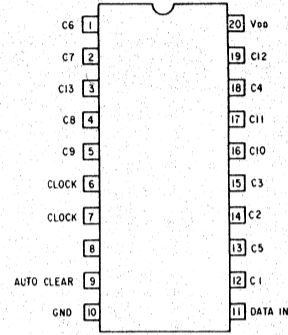 C6 1 20 VDD
C7 2 19 C12
C13 3 18 C4
C8 4 17 C11
C9 5 16 C10
CLOCK 6 15 C3
CLOCK 7 14 C2
8 13 C5
AUTO CLEAR 9 12 C1
GND 10 11 DATA IN